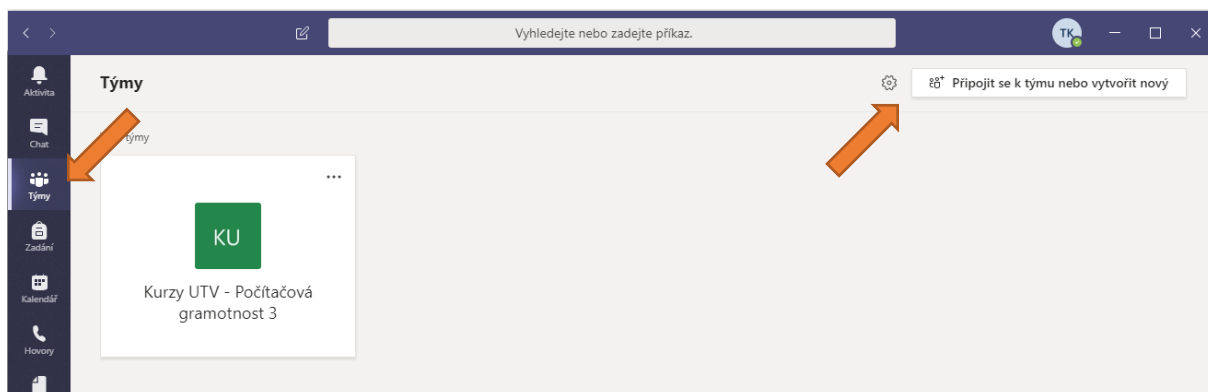 Vyhledejte nebo zadejte příkaz.
TK
Aktivita
Chat
Týmy
Zadání
Kalendář
Hovory
Týmy
Připojit se k týmu nebo vytvořit nový
týmy
KU
Kurzy UTV - Počítačová
gramotnost 3